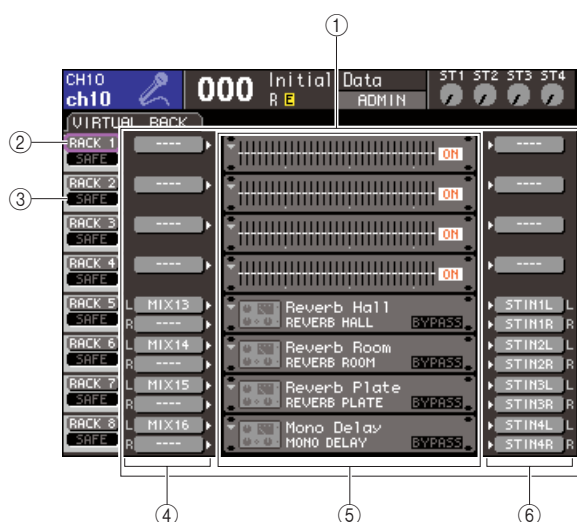 ①
CH10 Initial Data ST1 ST2 ST3 ST4
ch10 000 R E ADMIN
VIRTUAL RACK
② RACK 1 ---- ON ----
SAFE
③ RACK 2 ---- ON ----
SAFE
RACK 3 ---- ON ----
SAFE
RACK 4 ---- ON ----
SAFE
RACK 5 L MIX13 Reverb Hall STIN1L L
SAFE R ---- REVERB HALL BYPASS STIN1R R
RACK 6 L MIX14 Reverb Room STIN2L L
SAFE R ---- REVERB ROOM BYPASS STIN2R R
RACK 7 L MIX15 Reverb Plate STIN3L L
SAFE R ---- REVERB PLATE BYPASS STIN3R R
RACK 8 L MIX16 Mono Delay STIN4L L
SAFE R ---- MONO DELAY BYPASS STIN4R R
④ ⑤ ⑥